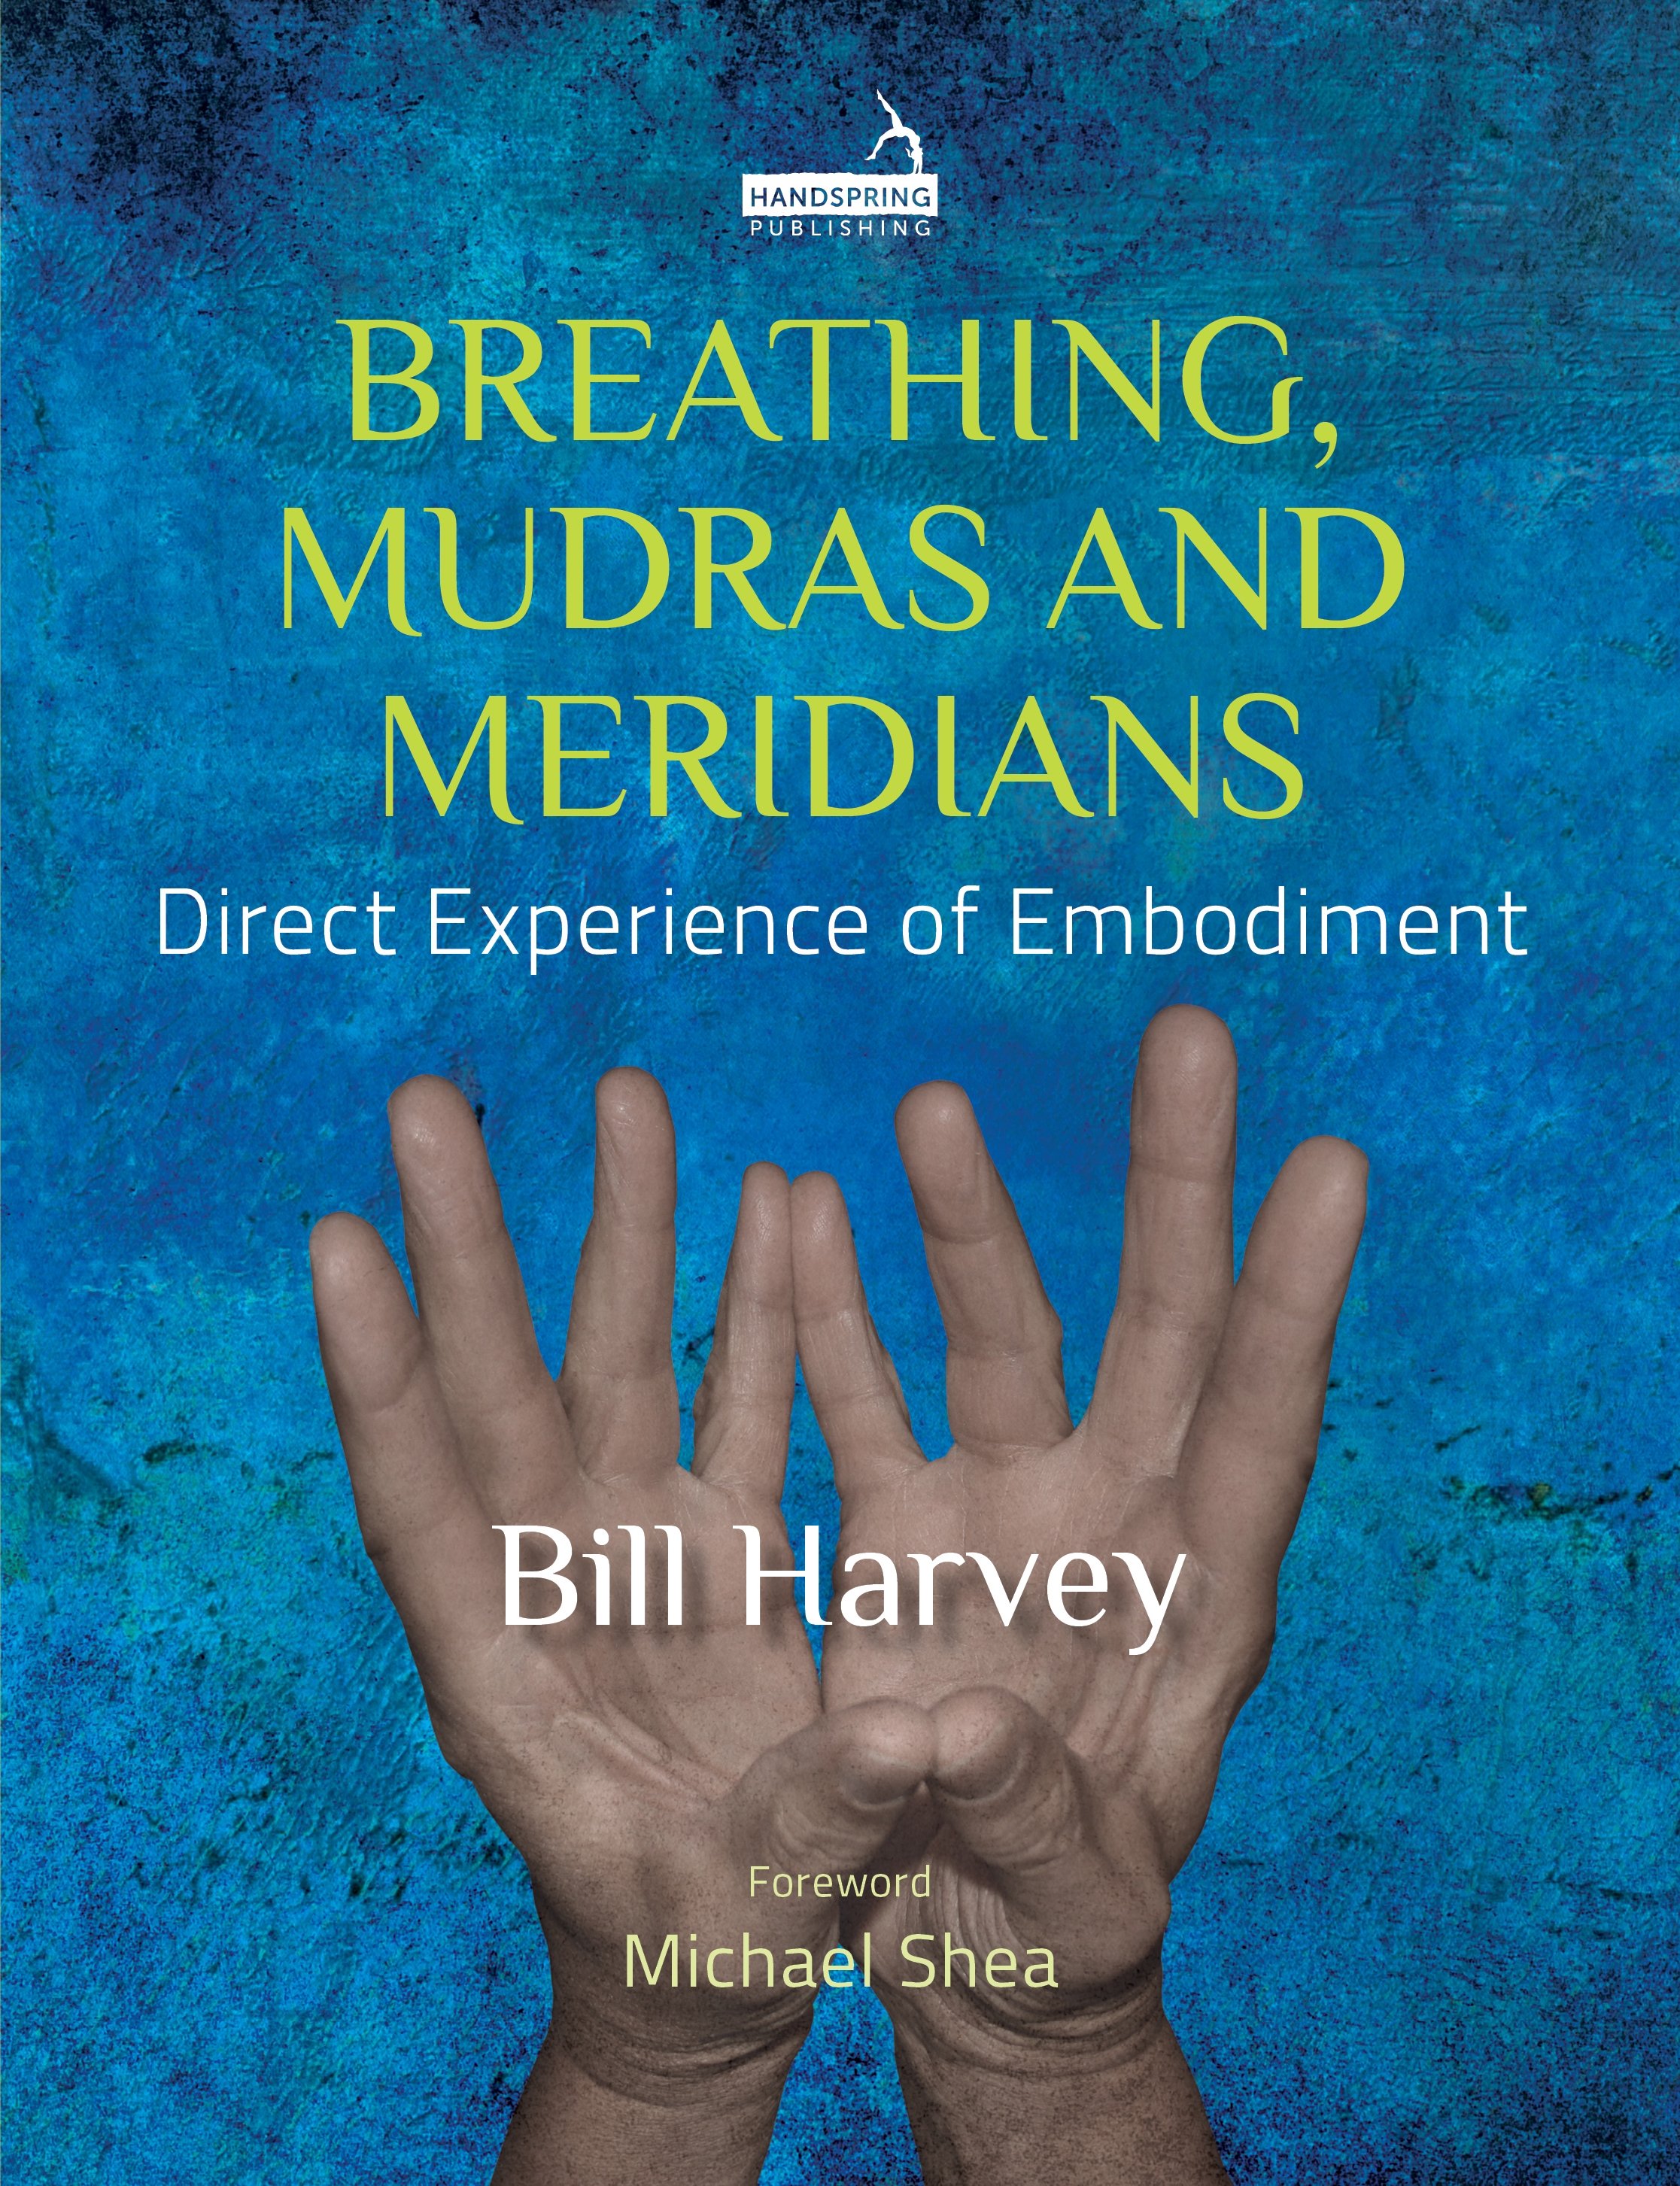 HANDSPRING
PUBLISHING
BREATHING,
MUDRAS AND
MERIDIANS
Direct Experience of Embodiment
Bill Harvey
Foreword
Michael Shea